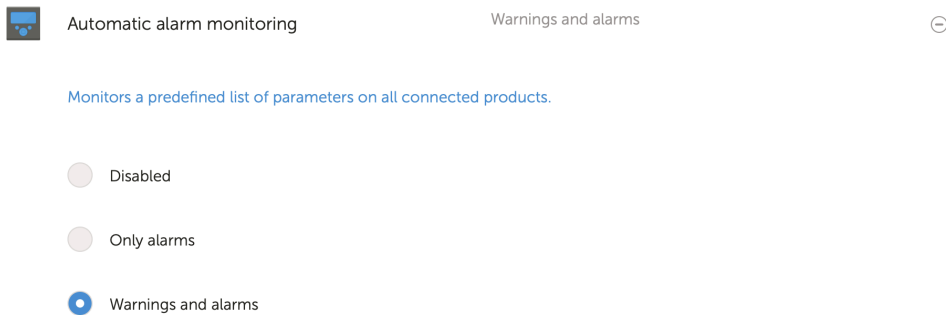 Automatic alarm monitoring
Warnings and alarms
Monitors a predefined list of parameters on all connected products.
Disabled
Only alarms
Warnings and alarms